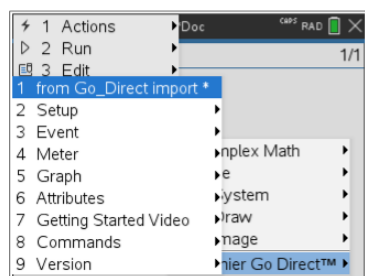 1 Actions
Doc
CAPS RAD
2 Run
1/1
3 Edit
1 from Go_Direct import *
2 Setup
3 Event
4 Meter
5 Graph
6 Attributes
7 Getting Started Video
8 Commands
9 Version
nplex Math
e
ystem
raw
mage
nier Go Direct™